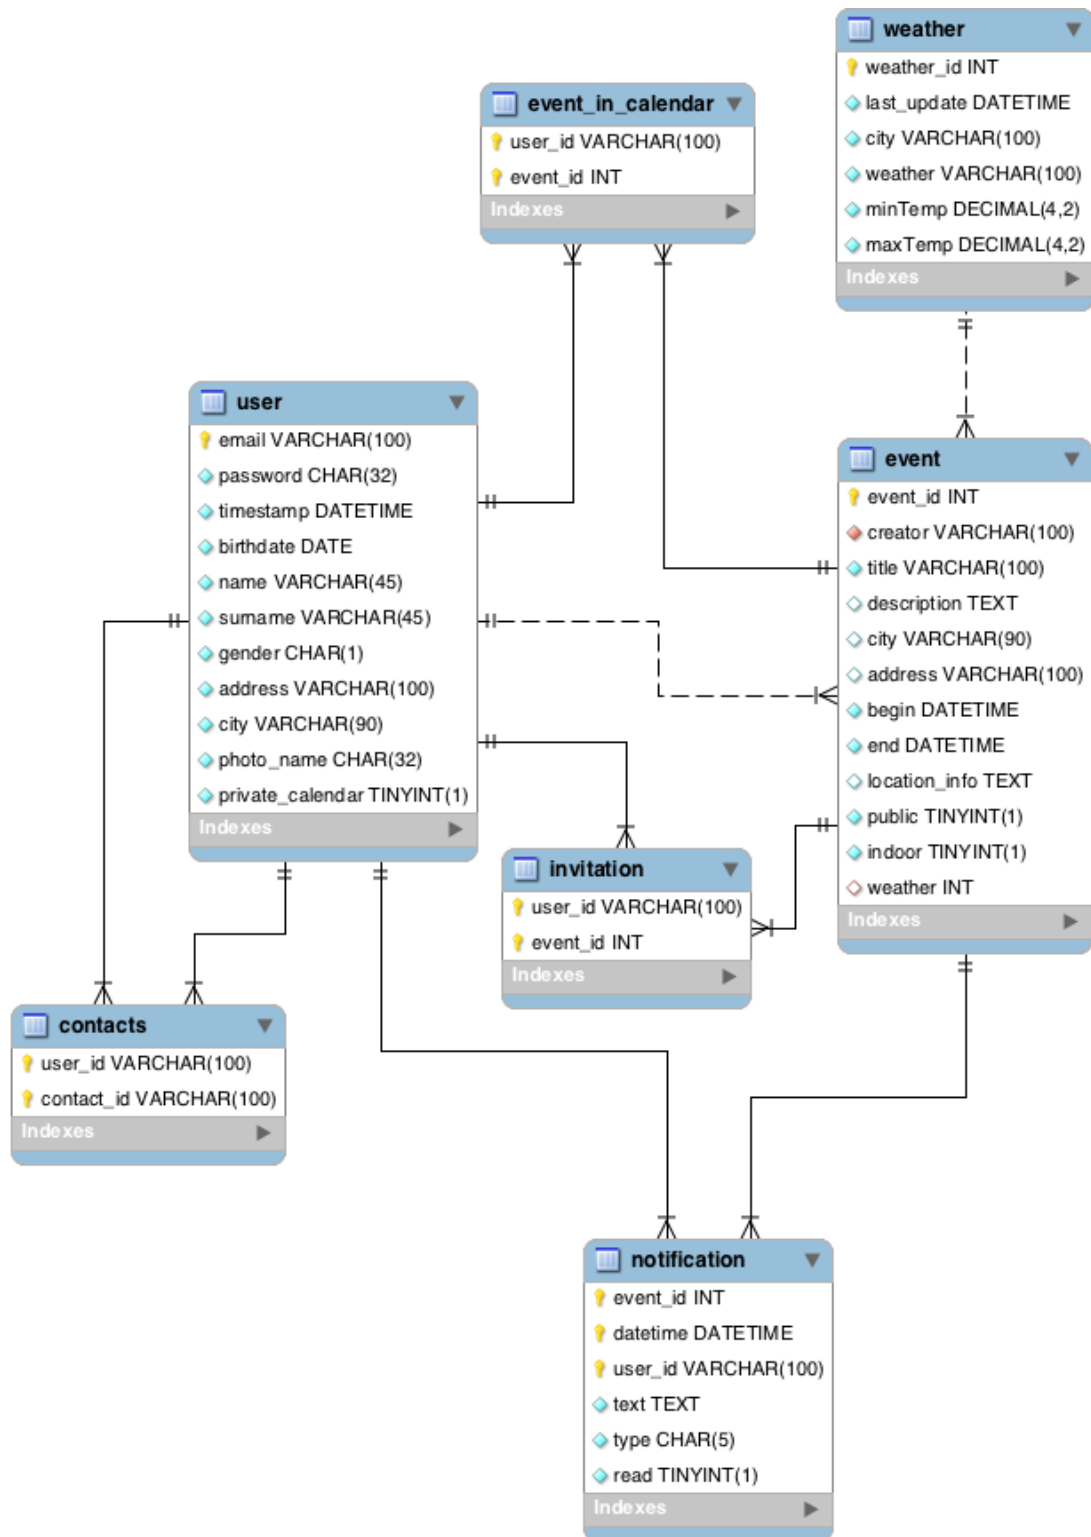 weather
weather_id INT
last_update DATETIME
city VARCHAR(100)
weather VARCHAR(100)
minTemp DECIMAL(4,2)
maxTemp DECIMAL(4,2)
Indexes
event_in_calendar
user_id VARCHAR(100)
event_id INT
Indexes
user
email VARCHAR(100)
password CHAR(32)
timestamp DATETIME
birthdate DATE
name VARCHAR(45)
surname VARCHAR(45)
gender CHAR(1)
address VARCHAR(100)
city VARCHAR(90)
photo_name CHAR(32)
private_calendar TINYINT(1)
Indexes
event
event_id INT
creator VARCHAR(100)
title VARCHAR(100)
description TEXT
city VARCHAR(90)
address VARCHAR(100)
begin DATETIME
end DATETIME
location_info TEXT
public TINYINT(1)
indoor TINYINT(1)
weather INT
Indexes
invitation
user_id VARCHAR(100)
event_id INT
Indexes
contacts
user_id VARCHAR(100)
contact_id VARCHAR(100)
Indexes
notification
event_id INT
datetime DATETIME
user_id VARCHAR(100)
text TEXT
type CHAR(5)
read TINYINT(1)
Indexes